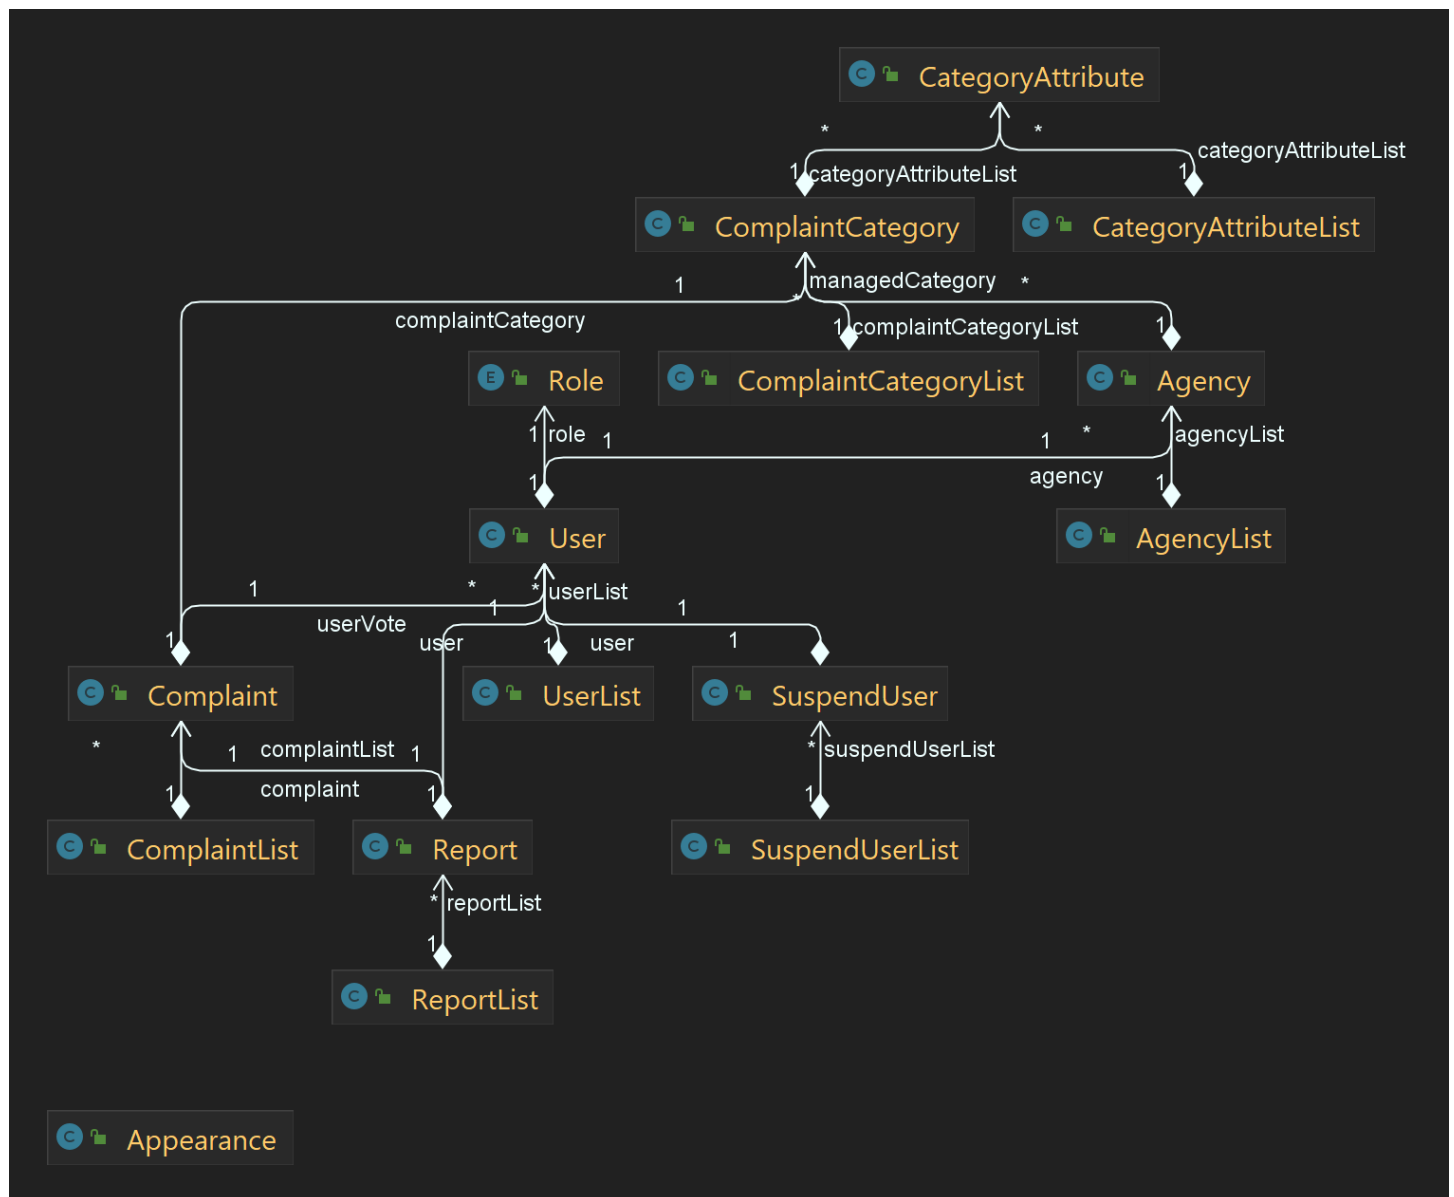 C CategoryAttribute
* *
categoryAttributeList
1 categoryAttributeList 1
C ComplaintCategory C CategoryAttributeList
1 * managedCategory *
complaintCategory 1 complaintCategoryList 1
E Role C ComplaintCategoryList C Agency
1 role 1 1 * agencyList
1 agency 1
C User C AgencyList
1 * * userList
1 1
userVote
1 user 1 user 1
C Complaint C UserList C SuspendUser
* 1 complaintList 1 * suspendUserList
1 complaint 1 1
C ComplaintList C Report C SuspendUserList
* reportList
1
C ReportList
C Appearance